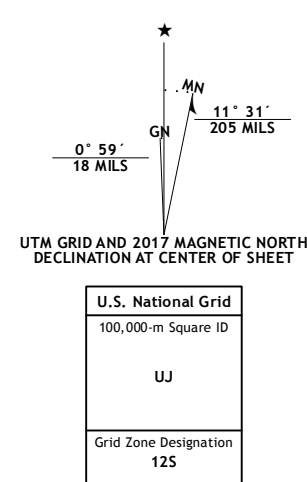 ★
MN
GN
11° 31´
205 MILS
0° 59´
18 MILS
UTM GRID AND 2017 MAGNETIC NORTH
DECLINATION AT CENTER OF SHEET
U.S. National Grid
100,000-m Square ID
UJ
Grid Zone Designation
12S